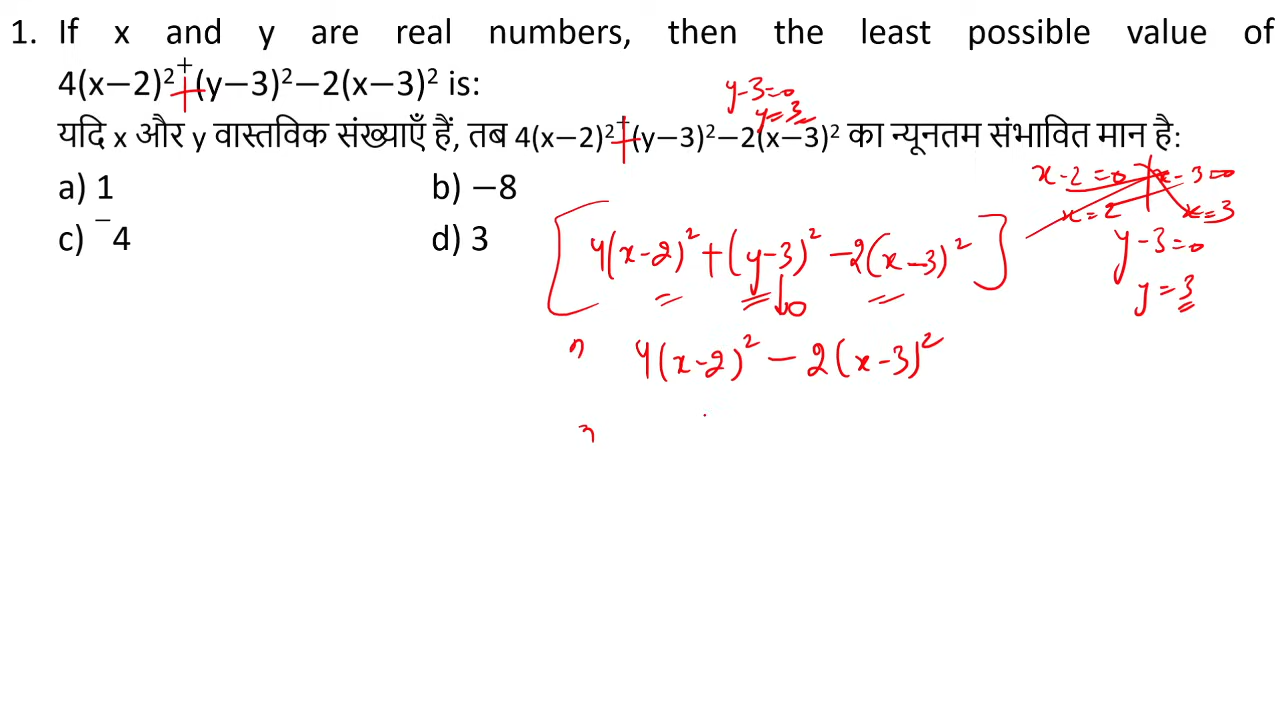 1. If x and y are real numbers, then the least possible value of
4(x−2)²⁺(y−3)²−2(x−3)² is:
यदि x और y वास्तविक संख्याएँ हैं, तब 4(x−2)²⁺(y−3)²−2(x−3)² का न्यूनतम संभावित मान है:
a) 1 b) −8
c) ⁻4 d) 3
y-3=0
y=3
x-2=0 x-3=0
x=2 x=3
y-3=0
y=3
[4(x-2)²+(y-3)²-2(x-3)²]
0
4(x-2)²-2(x-3)²